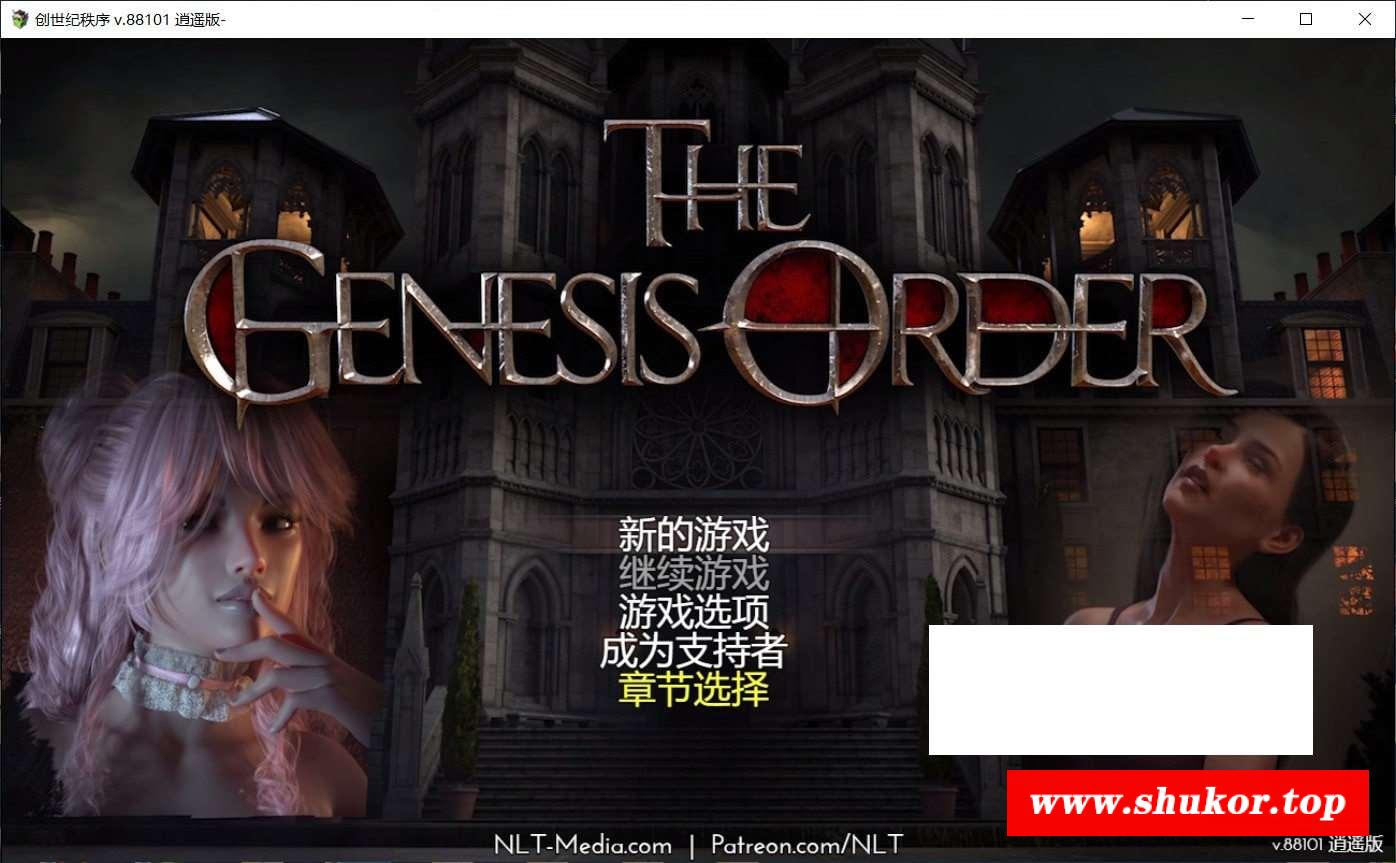 创世纪秩序 v.88101 逍遥版-
THE
GENESIS ORDER
新的游戏
继续游戏
游戏选项
成为支持者
章节选择
www.shukor.top
NLT-Media.com | Patreon.com/NLT
v.88101 逍遥版